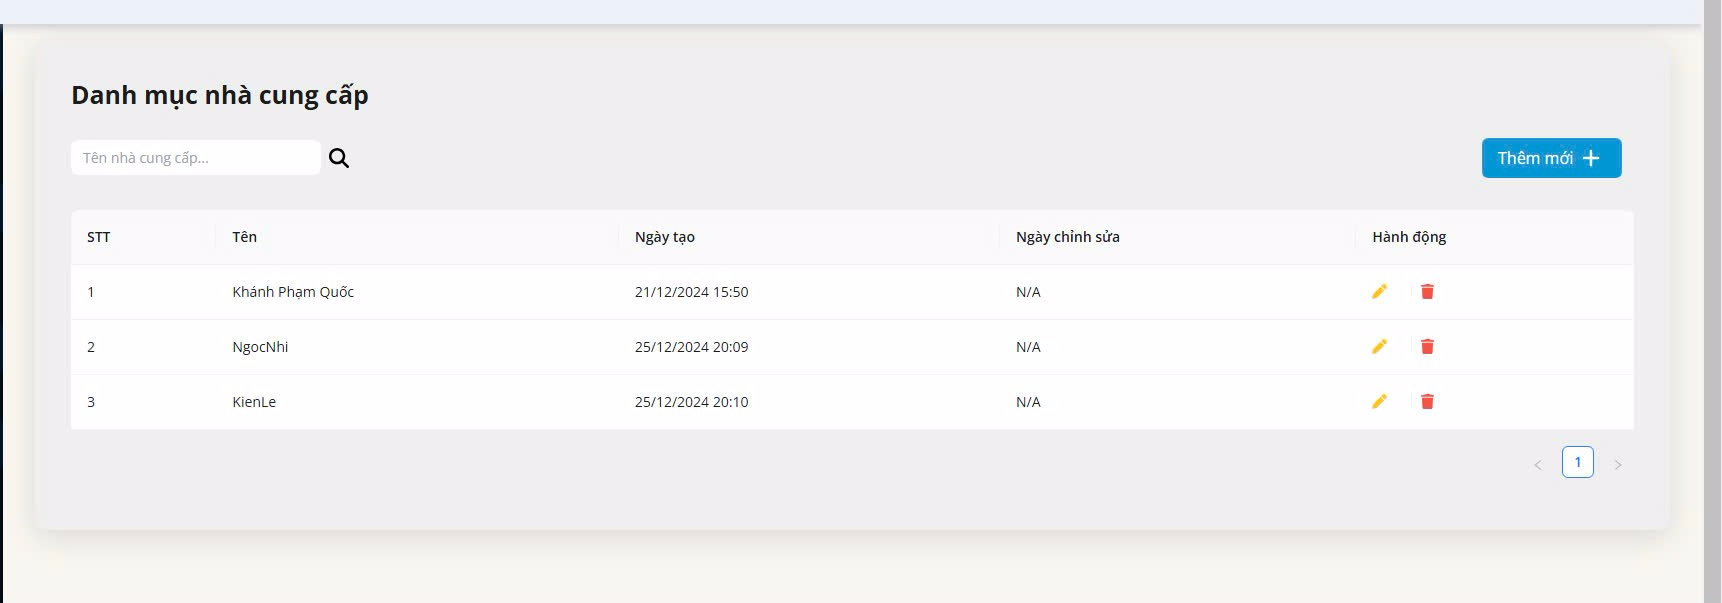 Danh mục nhà cung cấp
Tên nhà cung cấp...
Thêm mới
STT Tên Ngày tạo Ngày chỉnh sửa Hành động
1 Khánh Phạm Quốc 21/12/2024 15:50 N/A
2 NgocNhi 25/12/2024 20:09 N/A
3 KienLe 25/12/2024 20:10 N/A
< 1 >